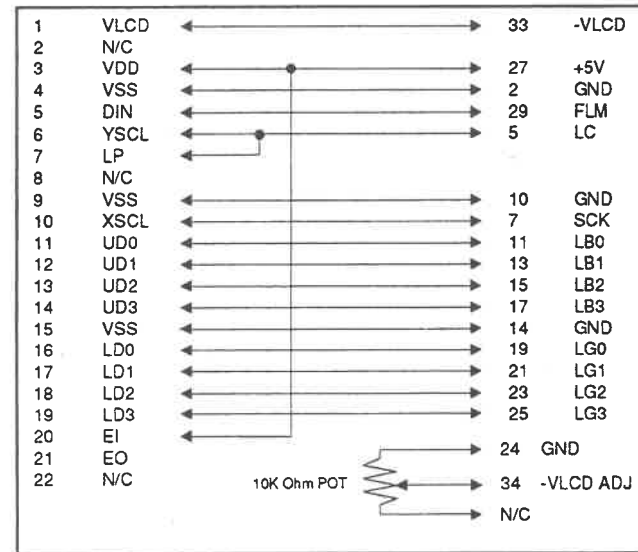 1 VLCD 33 -VLCD
2 N/C
3 VDD 27 +5V
4 VSS 2 GND
5 DIN 29 FLM
6 YSCL 5 LC
7 LP
8 N/C
9 VSS 10 GND
10 XSCL 7 SCK
11 UD0 11 LB0
12 UD1 13 LB1
13 UD2 15 LB2
14 UD3 17 LB3
15 VSS 14 GND
16 LD0 19 LG0
17 LD1 21 LG1
18 LD2 23 LG2
19 LD3 25 LG3
20 EI
21 EO 24 GND
22 N/C 10K Ohm POT 34 -VLCD ADJ
N/C